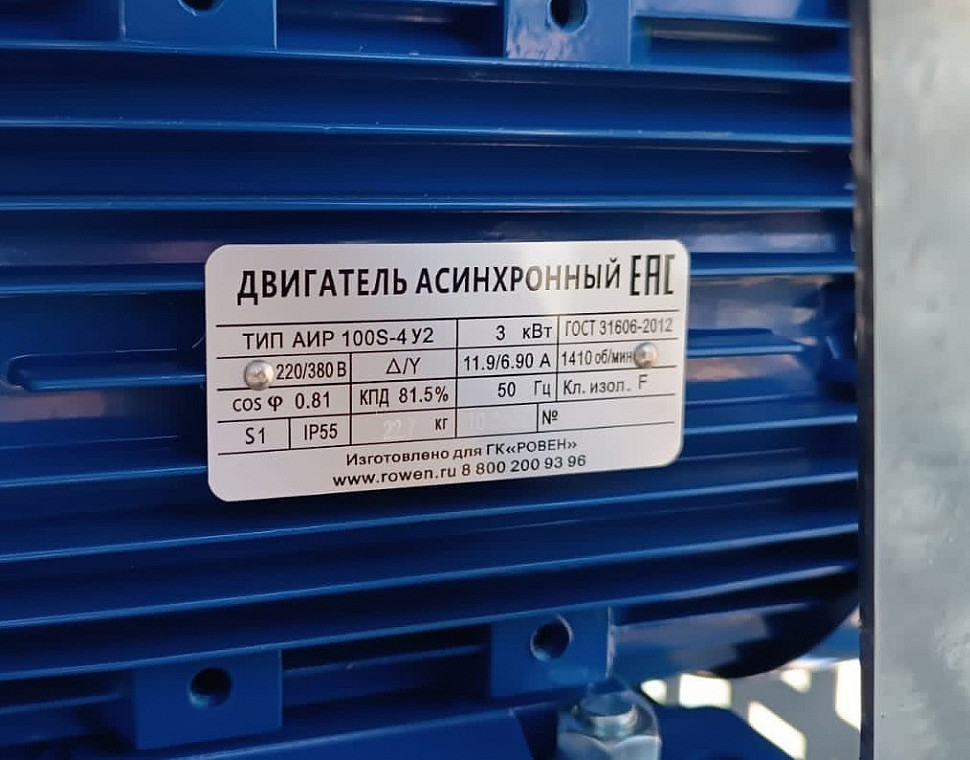 ДВИГАТЕЛЬ АСИНХРОННЫЙ EAC
ТИП АИР 100S-4 У2 3 кВт ГОСТ 31606-2012
220/380 В Δ/Y 11.9/6.90 А 1410 об/мин
cos φ 0.81 КПД 81.5% 50 Гц Кл. изол. F
S1 IP55 кг №
Изготовлено для ГК«РОВЕН»
www.rowen.ru 8 800 200 93 96